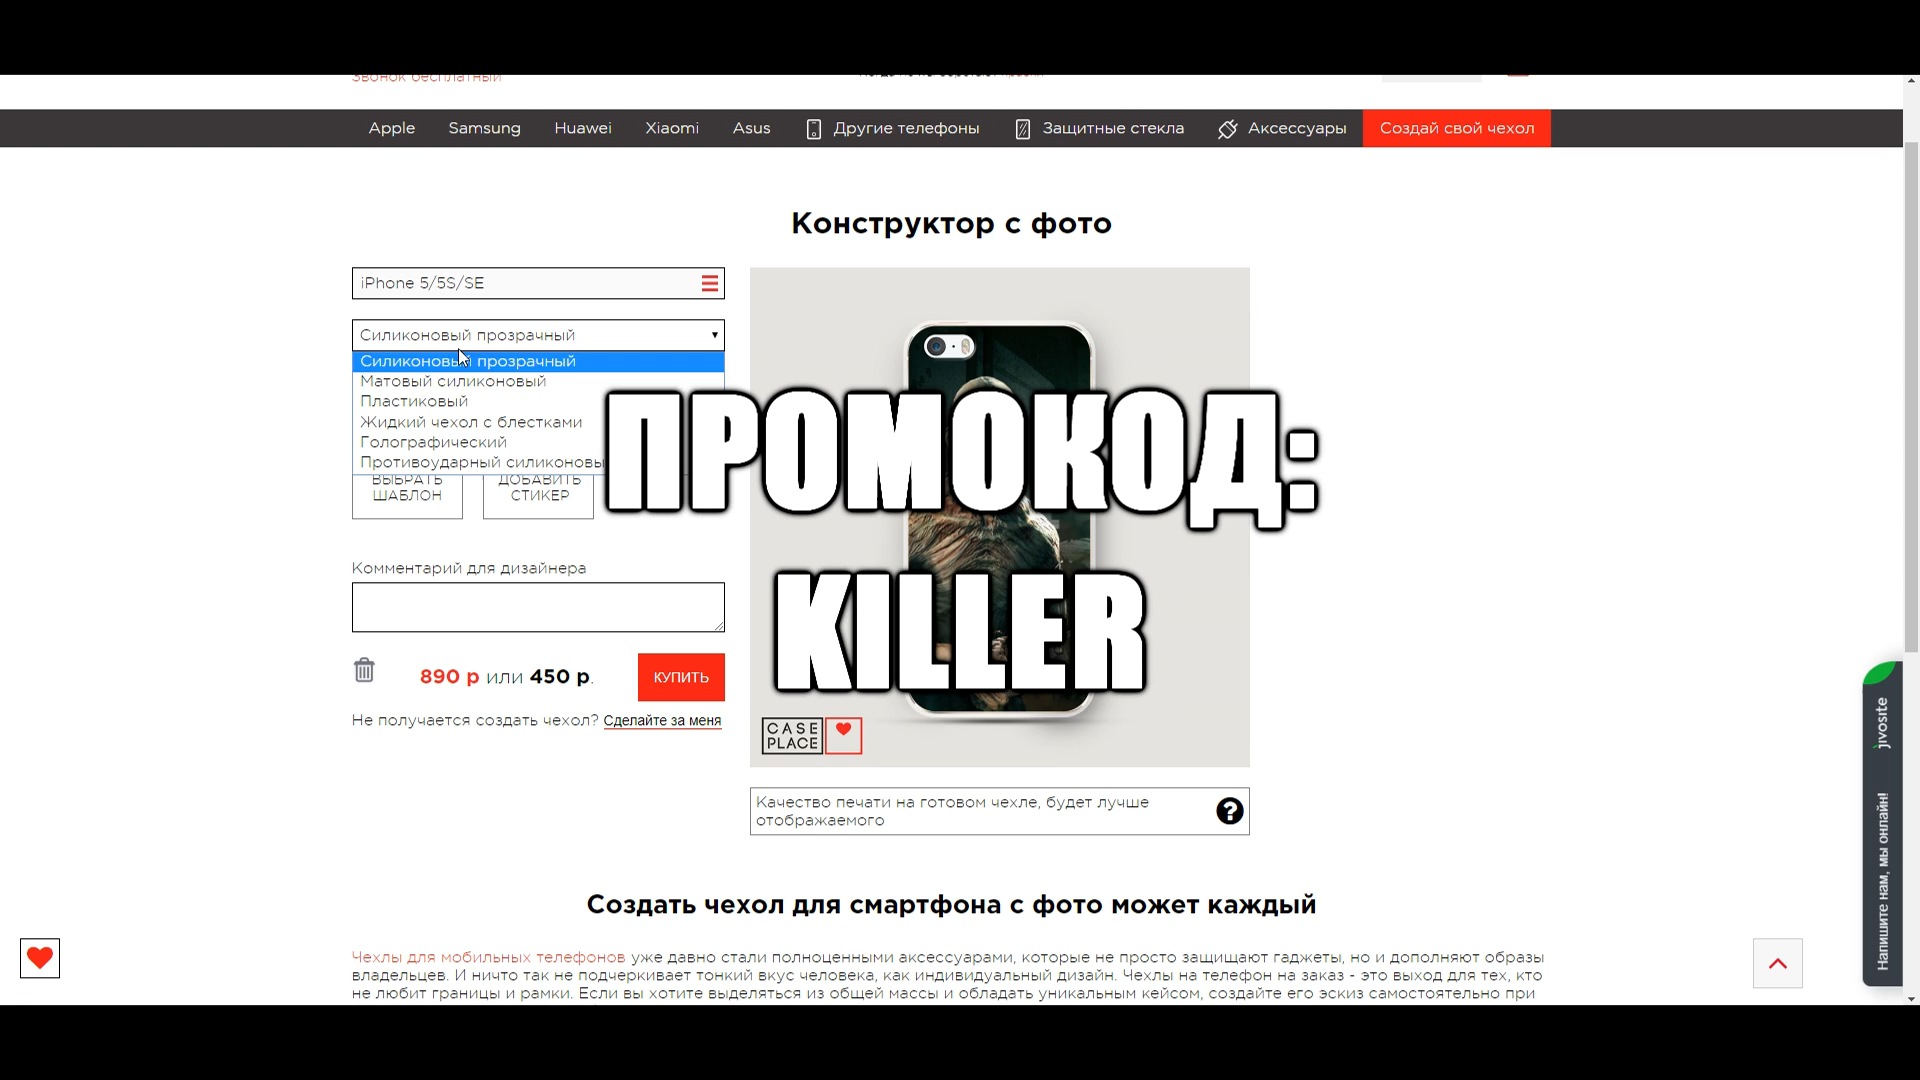 Звонок бесплатный
Apple Samsung Huawei Xiaomi Asus Другие телефоны Защитные стекла Аксессуары Создай свой чехол
Конструктор с фото
iPhone 5/5S/SE
Силиконовый прозрачный
Силиконовый прозрачный
Матовый силиконовый
Пластиковый
Жидкий чехол с блестками
Голографический
Противоударный силиконовы
ВЫБРАТЬ
ШАБЛОН
ДОБАВИТЬ
СТИКЕР
ПРОМОКОД:
KILLER
Комментарий для дизайнера
890 р или 450 р.
КУПИТЬ
Не получается создать чехол? Сделайте за меня
CASE
PLACE
Качество печати на готовом чехле, будет лучше
отображаемого
?
Создать чехол для смартфона с фото может каждый
Чехлы для мобильных телефонов уже давно стали полноценными аксессуарами, которые не просто защищают гаджеты, но и дополняют образы
владельцев. И ничто так не подчеркивает тонкий вкус человека, как индивидуальный дизайн. Чехлы на телефон на заказ - это выход для тех, кто
не любит границы и рамки. Если вы хотите выделяться из общей массы и обладать уникальным кейсом, создайте его эскиз самостоятельно при
Напишите нам, мы онлайн!
jivosite